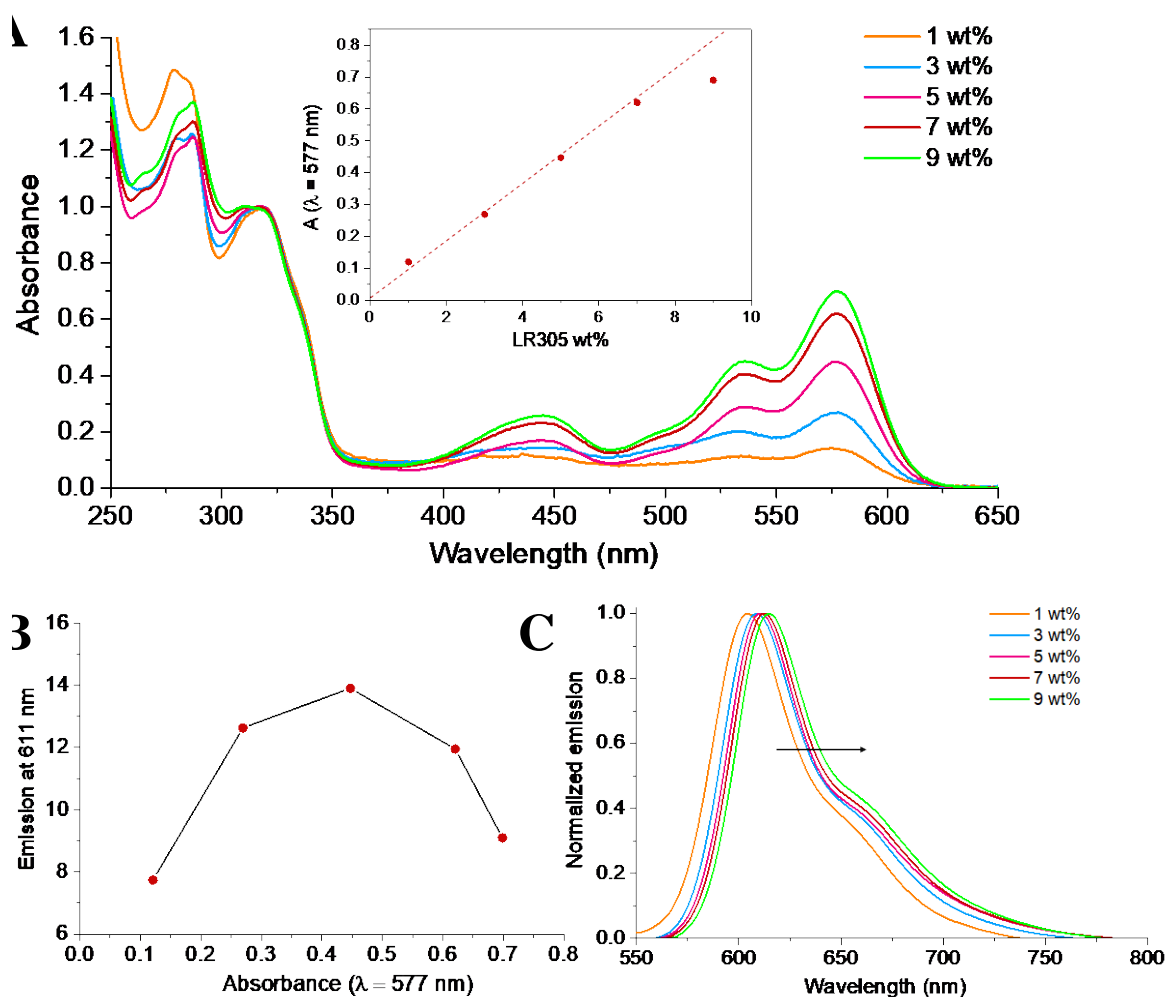 A
1.6
1.4
1.2
1.0
0.8
0.6
0.4
0.2
0.0
Absorbance
250 300 350 400 450 500 550 600 650
Wavelength (nm)
0.8
0.7
0.6
0.5
0.4
0.3
0.2
0.1
0.0
A (λ = 577 nm)
0 2 4 6 8 10
LR305 wt%
1 wt%
3 wt%
5 wt%
7 wt%
9 wt%
B
16
14
12
10
8
6
Emission at 611 nm
0.0 0.1 0.2 0.3 0.4 0.5 0.6 0.7 0.8
Absorbance (λ = 577 nm)
C
1.0
0.8
0.6
0.4
0.2
0.0
Normalized emission
550 600 650 700 750 800
Wavelength (nm)
1 wt%
3 wt%
5 wt%
7 wt%
9 wt%